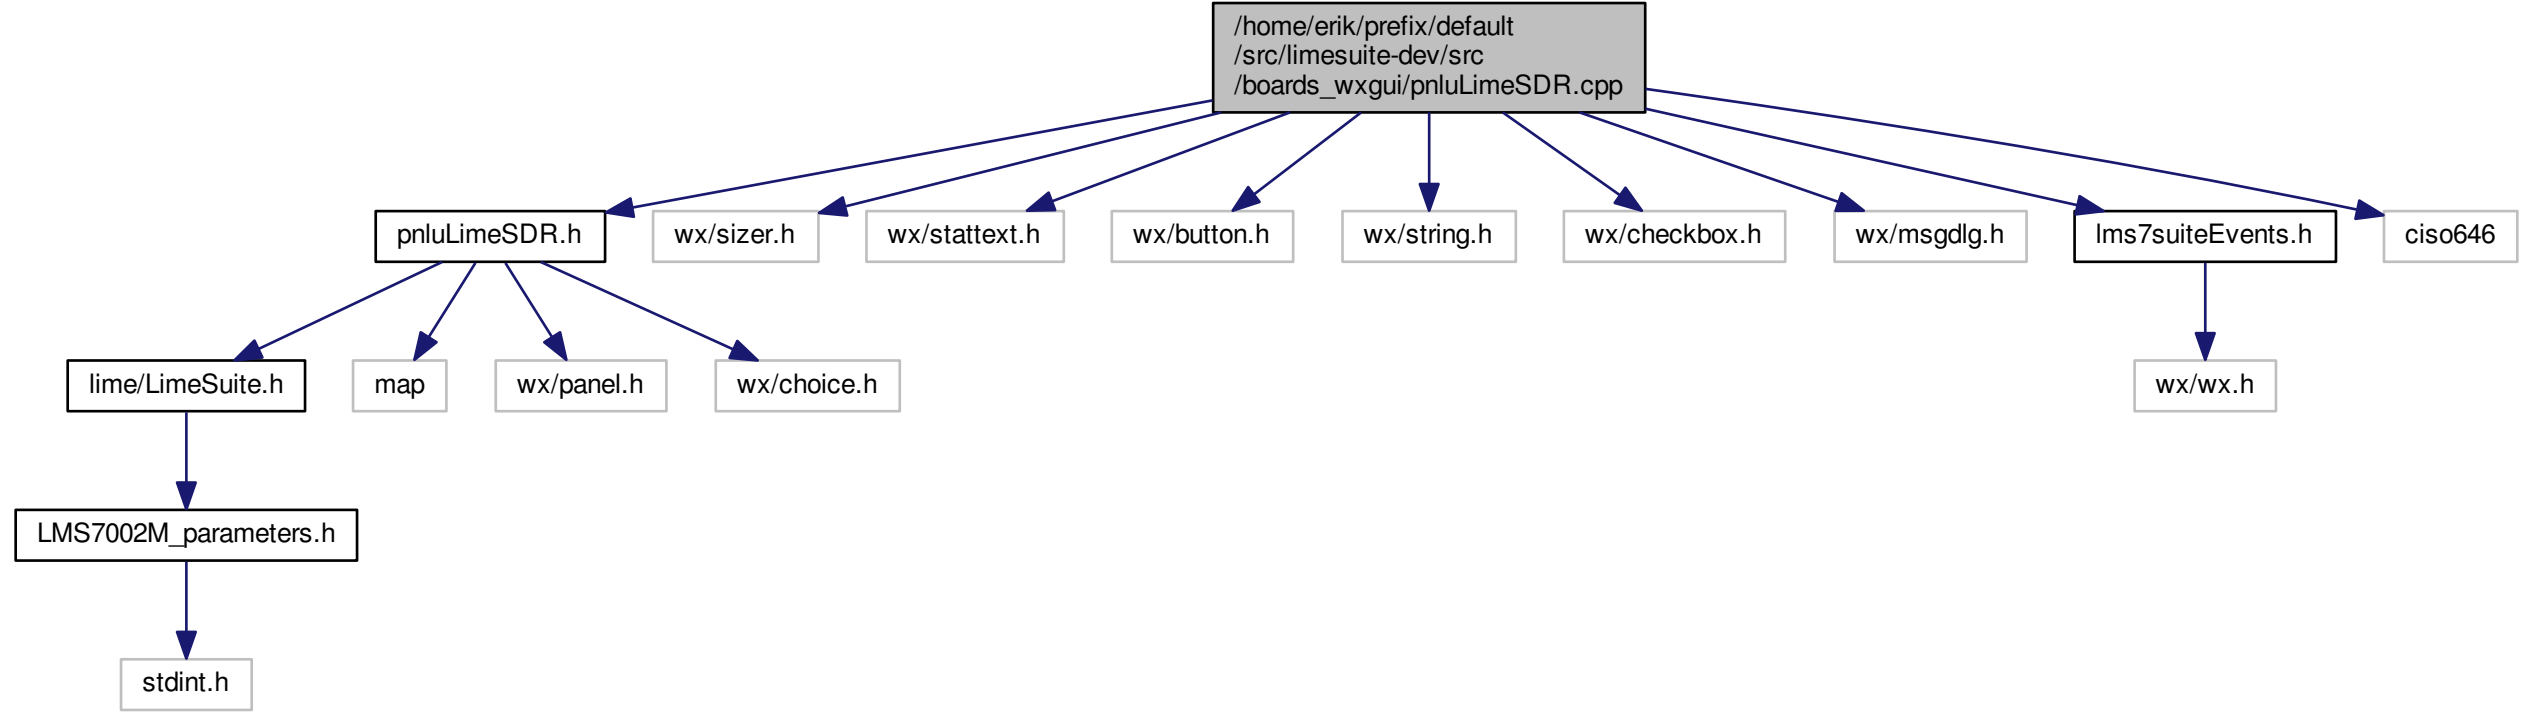 /home/erik/prefix/default
/src/limesuite-dev/src
/boards_wxgui/pnluLimeSDR.cpp
pnluLimeSDR.h
wx/sizer.h
wx/stattext.h
wx/button.h
wx/string.h
wx/checkbox.h
wx/msgdlg.h
lms7suiteEvents.h
ciso646
lime/LimeSuite.h
map
wx/panel.h
wx/choice.h
wx/wx.h
LMS7002M_parameters.h
stdint.h